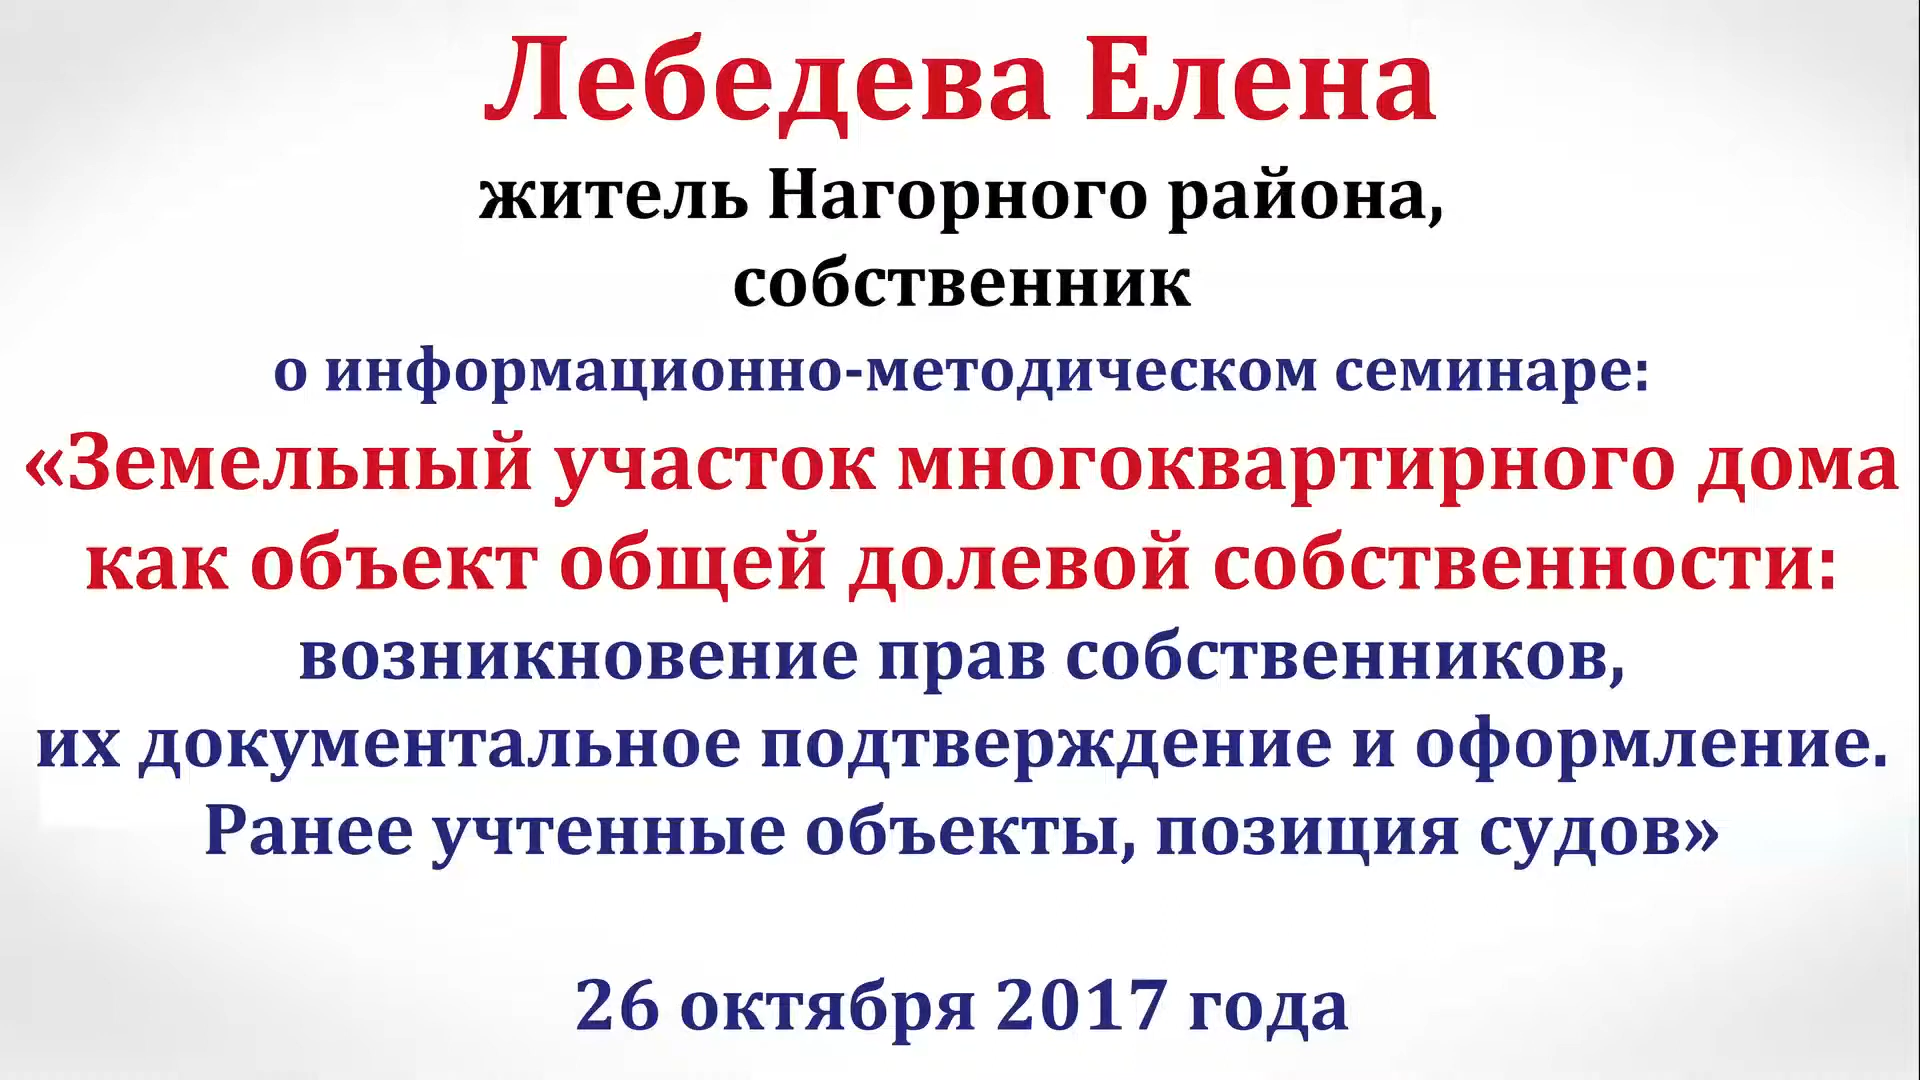 Лебедева Елена
житель Нагорного района,
собственник
о информационно-методическом семинаре:
«Земельный участок многоквартирного дома
как объект общей долевой собственности:
возникновение прав собственников,
их документальное подтверждение и оформление.
Ранее учтенные объекты, позиция судов»
26 октября 2017 года